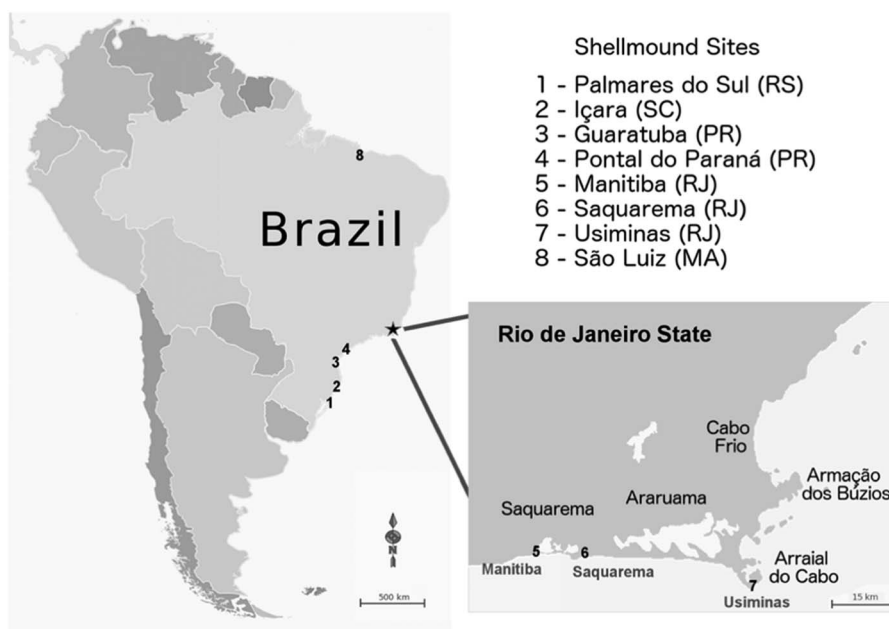 Shellmound Sites
1 - Palmares do Sul (RS)
2 - Içara (SC)
3 - Guaratuba (PR)
4 - Pontal do Paraná (PR)
5 - Manitiba (RJ)
6 - Saquarema (RJ)
7 - Usiminas (RJ)
8 - São Luiz (MA)
8
Brazil
4
3
2
1
N
500 km
Rio de Janeiro State
Cabo
Frio
Armação
dos Búzios
Araruama
Saquarema
5
6
Manitiba
Saquarema
Arraial
do Cabo
7
Usiminas
15 km